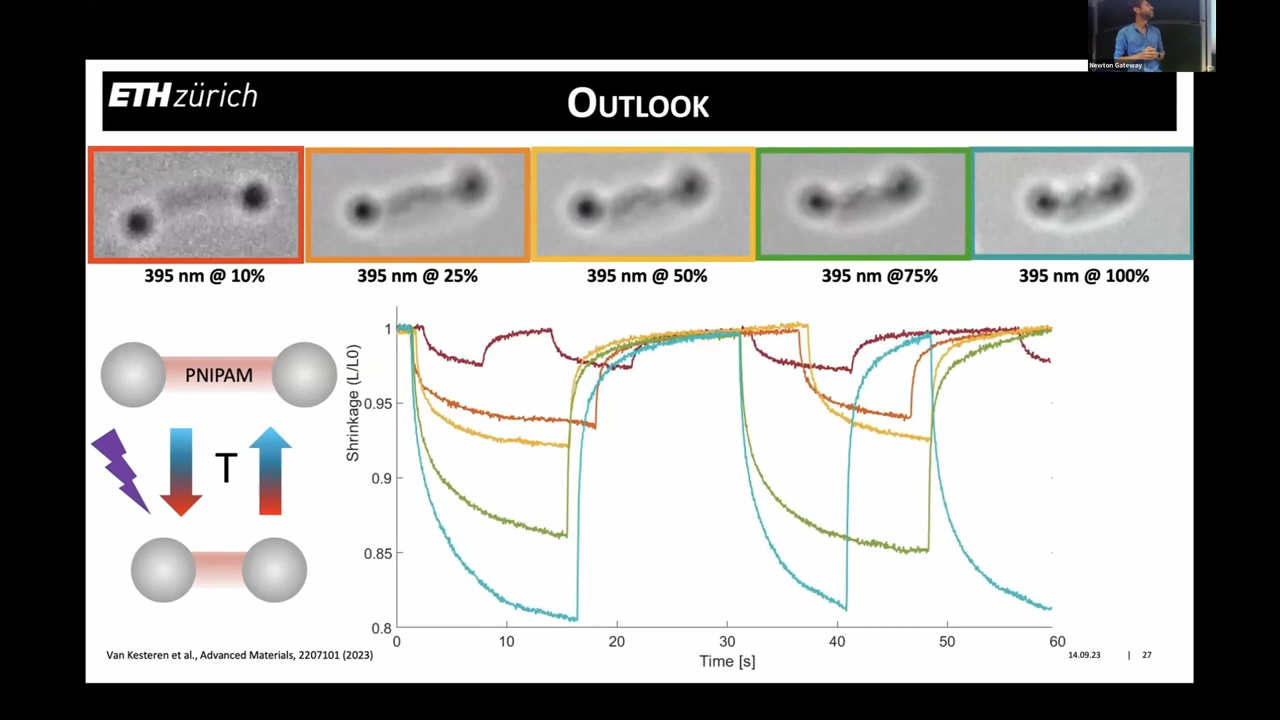 Newton Gateway
ETH zürich
OUTLOOK
395 nm @ 10%
395 nm @ 25%
395 nm @ 50%
395 nm @75%
395 nm @ 100%
PNIPAM
T
Shrinkage (L/L0)
1
0.95
0.9
0.85
0.8
0
10
20
30
40
50
60
Time [s]
Van Kesteren et al., Advanced Materials, 2207101 (2023)
14.09.23 | 27